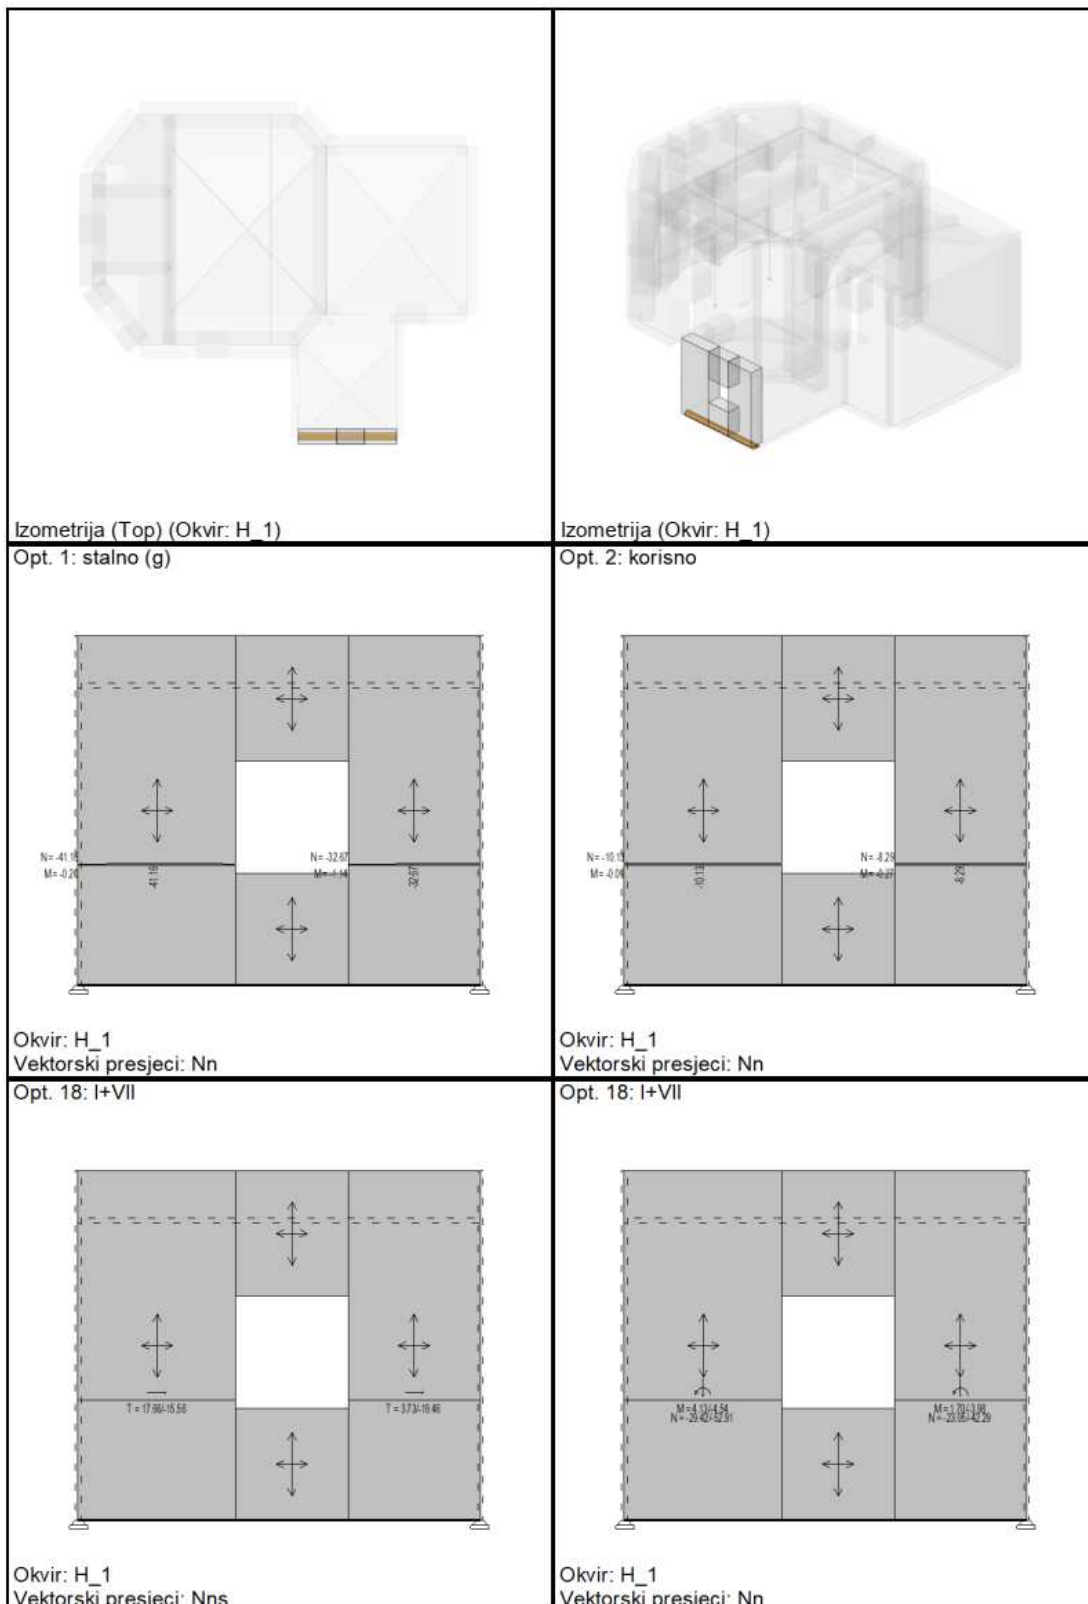 Izometrija (Top) (Okvir: H_1)
Izometrija (Okvir: H_1)
Opt. 1: stalno (g)
N= -41.16
M= -0.20
-41.16
N= -32.67
M= -1.14
-32.67
Okvir: H_1
Vektorski presjeci: Nn
Opt. 2: korisno
N= -10.13
-10.13
N= -8.29
M= -0.27
-8.29
Okvir: H_1
Vektorski presjeci: Nn
Opt. 18: I+VII
T = 17.66/-15.56
T = 3.73/-19.46
Okvir: H_1
Vektorski presjeci: Nns
Opt. 18: I+VII
M= 4.13/-4.54
N= -29.42/-52.91
M= 1.70/-3.98
N= -23.95/-42.29
Okvir: H_1
Vektorski presjeci: Nn